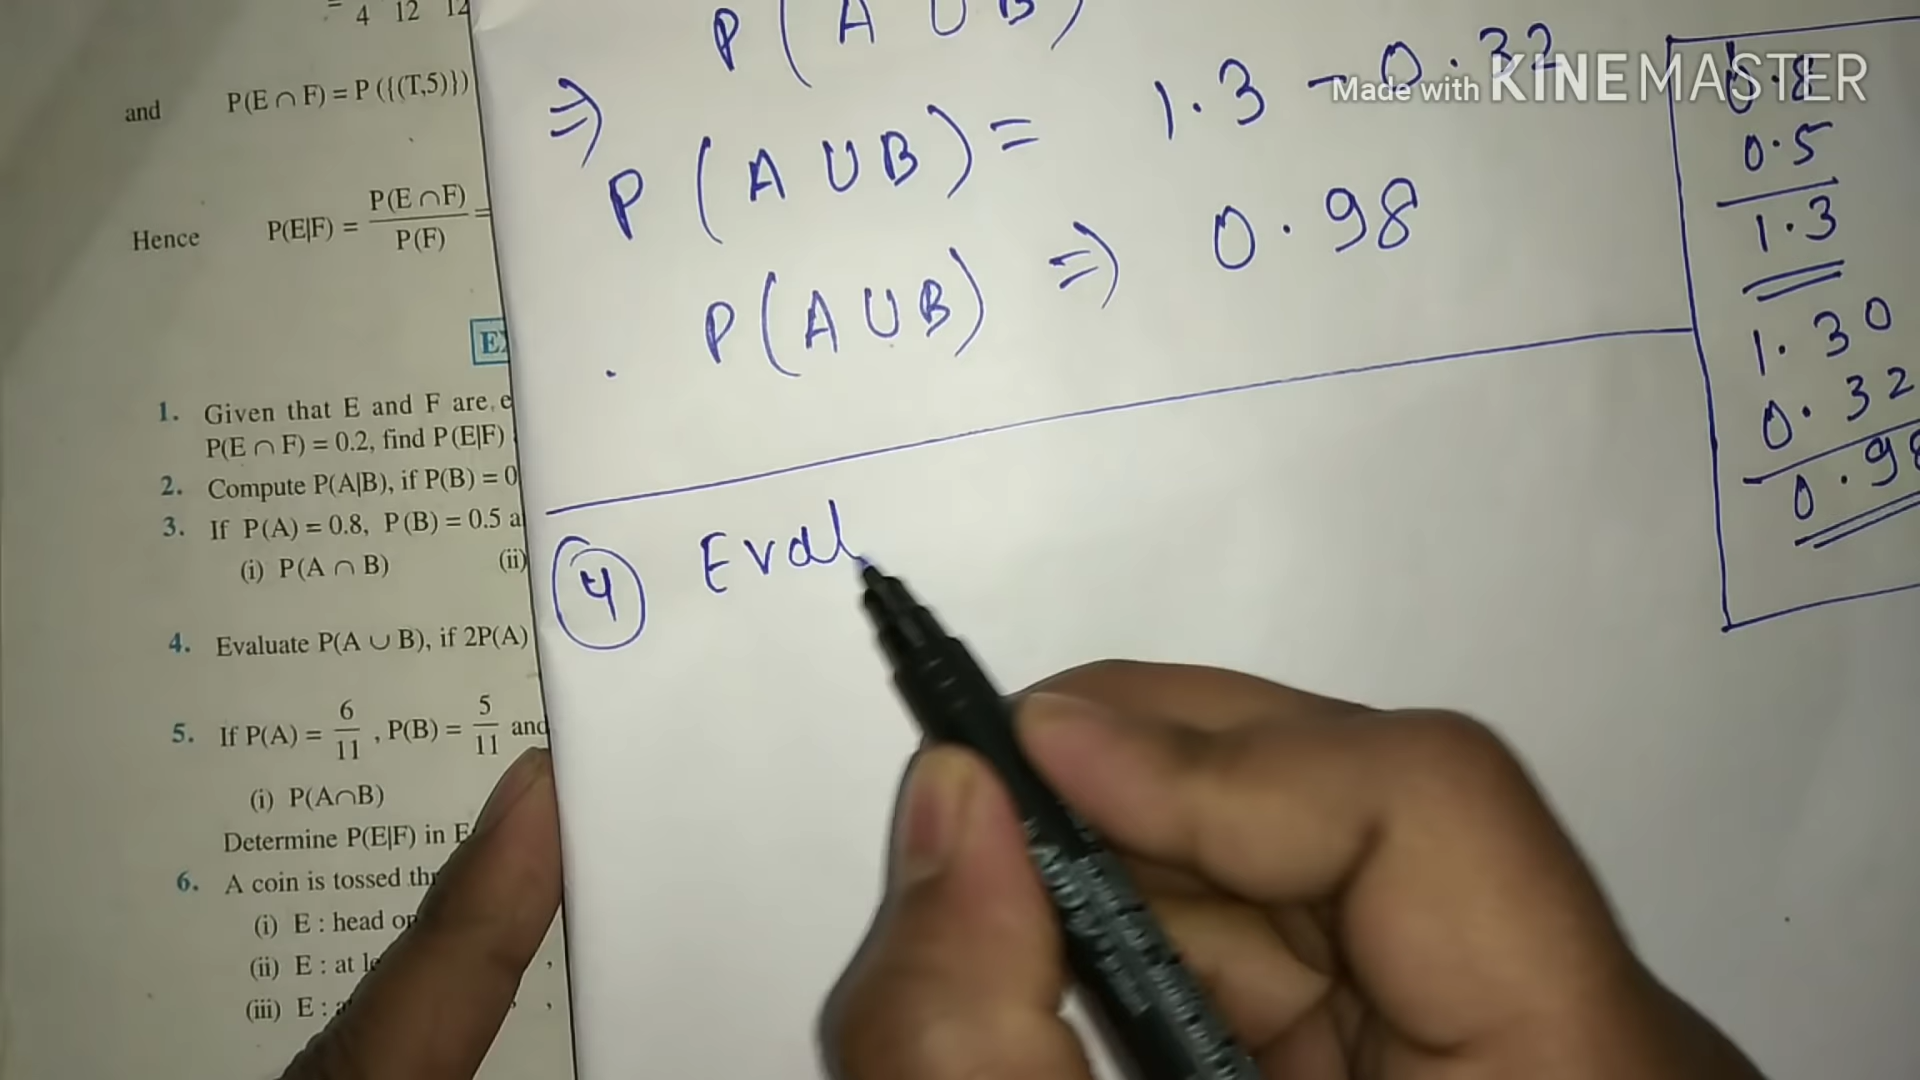 = 4 12 12
and P(E ∩ F) = P ({(T,5)})
Hence P(E|F) = P(E ∩F) / P(F) =
1. Given that E and F are
P(E ∩ F) = 0.2, find P(E|F)
2. Compute P(A|B), if P(B) = 0
3. If P(A) = 0.8, P(B) = 0.5
(i) P(A ∩ B) (ii)
4. Evaluate P(A ∪ B), if 2P(A)
5. If P(A) = 6/11 , P(B) = 5/11 and
(i) P(A∩B)
Determine P(E|F) in
6. A coin is tossed
(i) E : head on
(ii) E : at
(iii) E :
P(A ∪ B)
⇒ P(A ∪ B) = 1.3 - 0.32
P(A ∪ B) ⇒ 0.98
4 Eval
0.8
0.5
1.3
1.30
0.32
0.98
Made with KINEMASTER